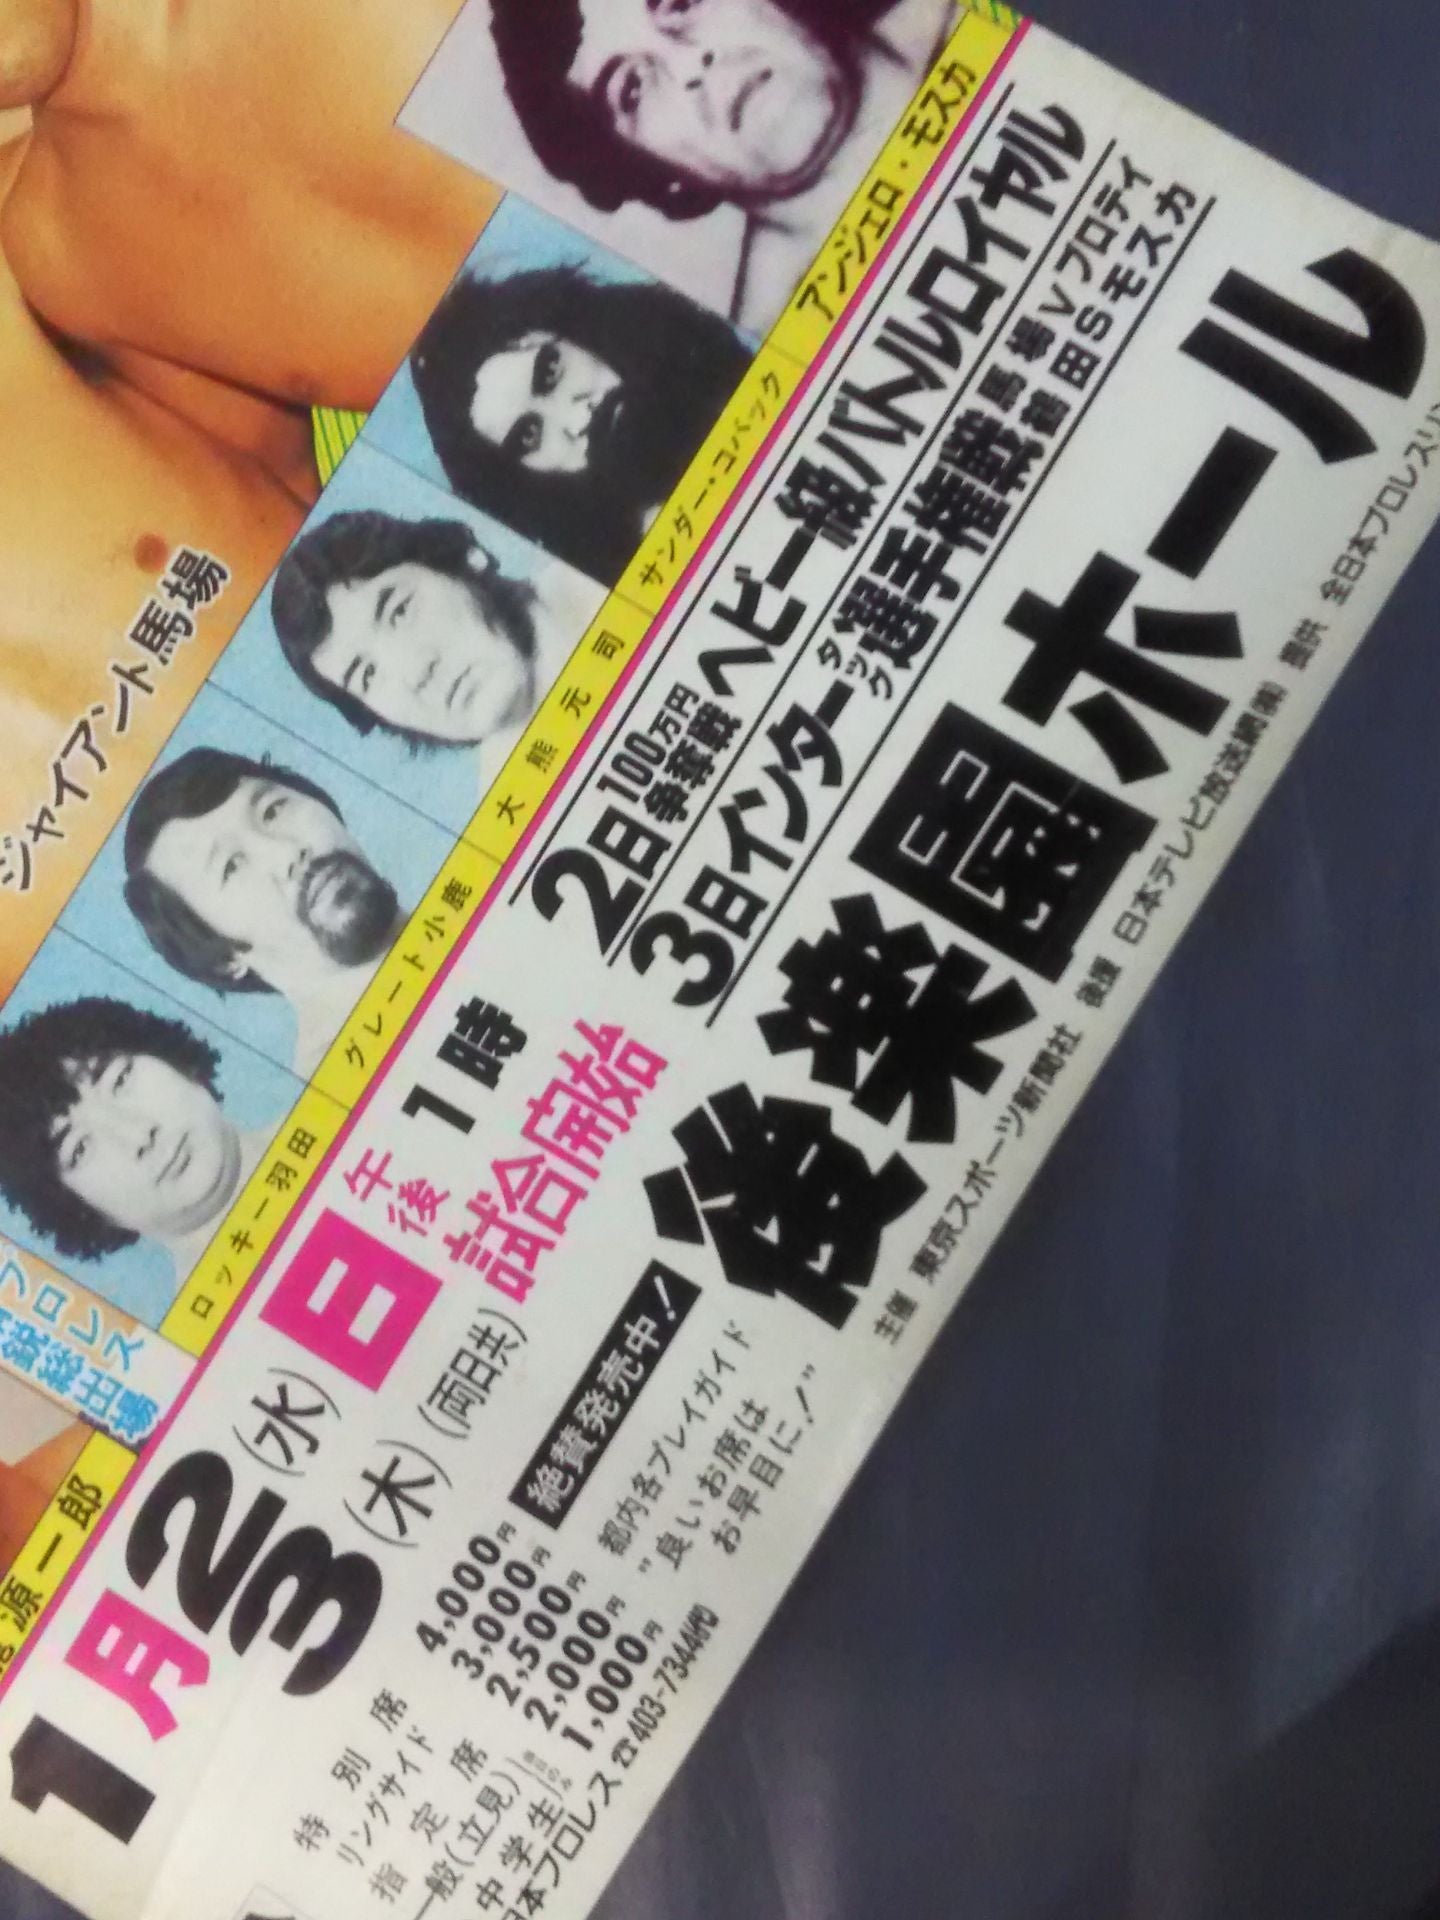 アンジェロ・モスカ
サンダー・コバック
大熊元司
グレート小鹿
ロッキー羽田
ジャイアント馬場
プロレス
鋭総出場
源一郎
2日 100万円争奪戦 ヘビー級バトルロイヤル
3日 インタータッグ選手権戦 馬場Vブロディ
鶴田Sモスカ
1月2(水)
3(木)
日
午後1時
試合開始
(両日共)
後楽園ホール
主催 東京スポーツ新聞社 後援 日本テレビ放送網(株) 提供 全日本プロレスリン
絶賛発売中!
都内各プレイガイド
"良いお席は
お早目に!"
特別席 4,000円
リングサイド 3,000円
指定席 2,500円
一般(立見) 2,000円
中学生 1,000円
日本プロレス☎403-7344㈹